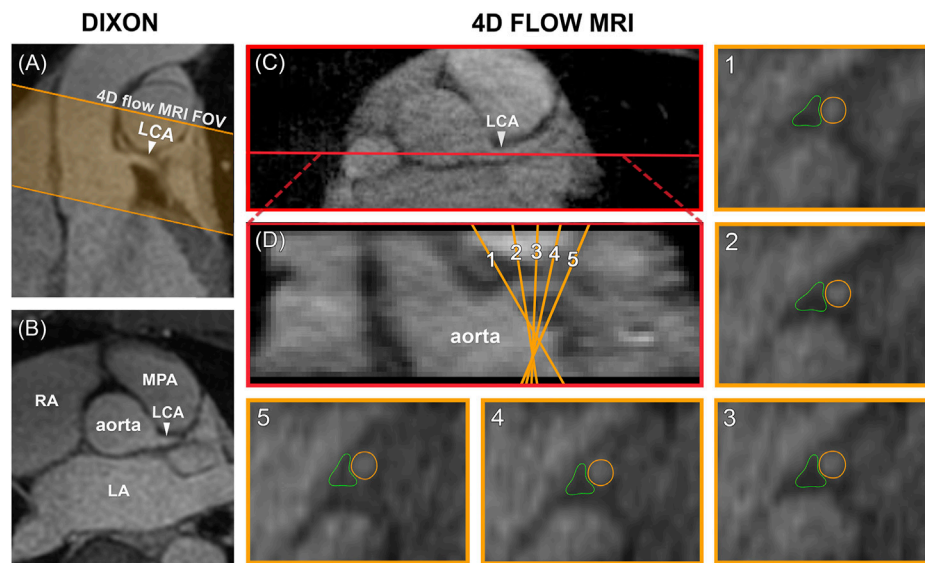 DIXON
4D FLOW MRI
(A)
4D flow MRI FOV
LCA
(B)
RA
MPA
LCA
aorta
LA
(C)
LCA
(D)
1
2
3
4
5
aorta
1
2
5
4
3